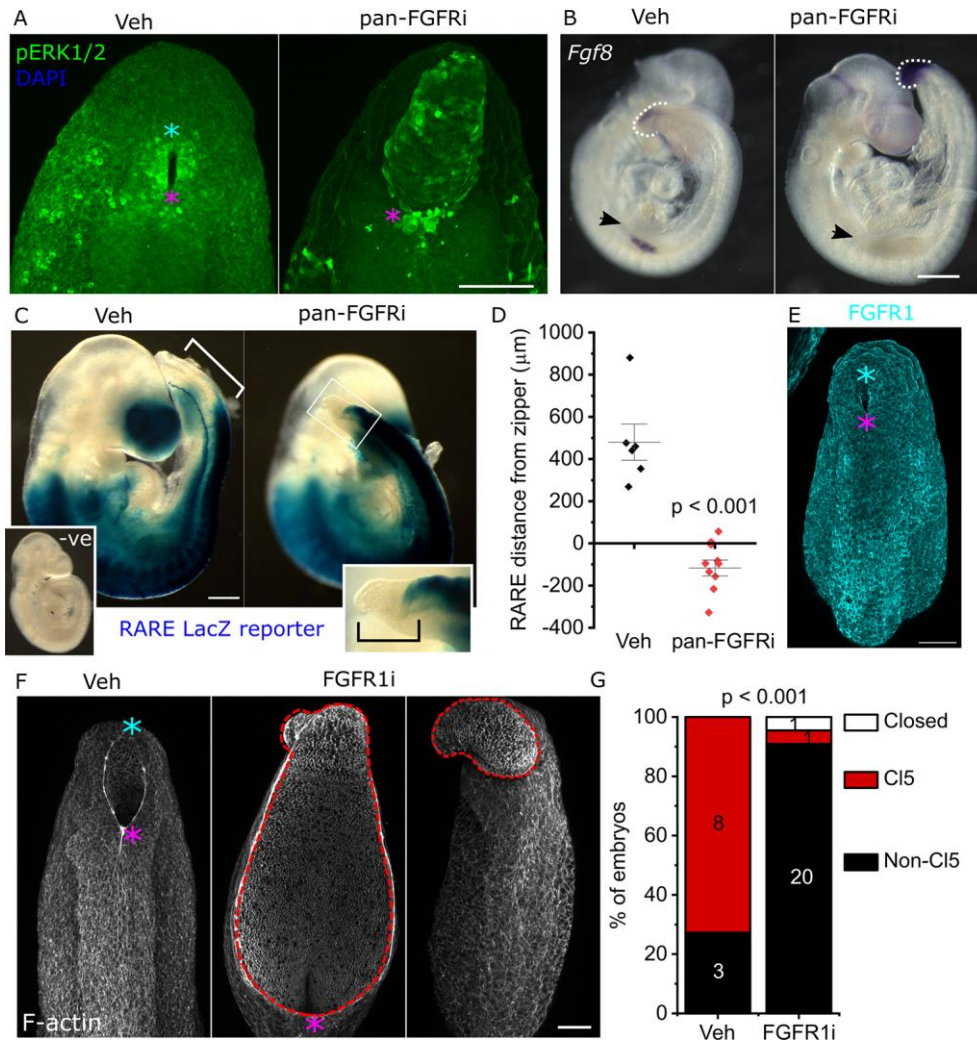 A
Veh
pan-FGFRi
pERK1/2
DAPI
*
*
*
B
Veh
pan-FGFRi
Fgf8
C
Veh
pan-FGFRi
-ve
RARE LacZ reporter
D
RARE distance from zipper (μm)
1000
800
600
400
200
0
-200
-400
p < 0.001
Veh
pan-FGFRi
E
FGFR1
*
*
F
Veh
FGFR1i
*
*
*
F-actin
G
p < 0.001
% of embryos
100
80
60
40
20
0
8
3
1
1
20
Veh
FGFR1i
Closed
Cl5
Non-Cl5